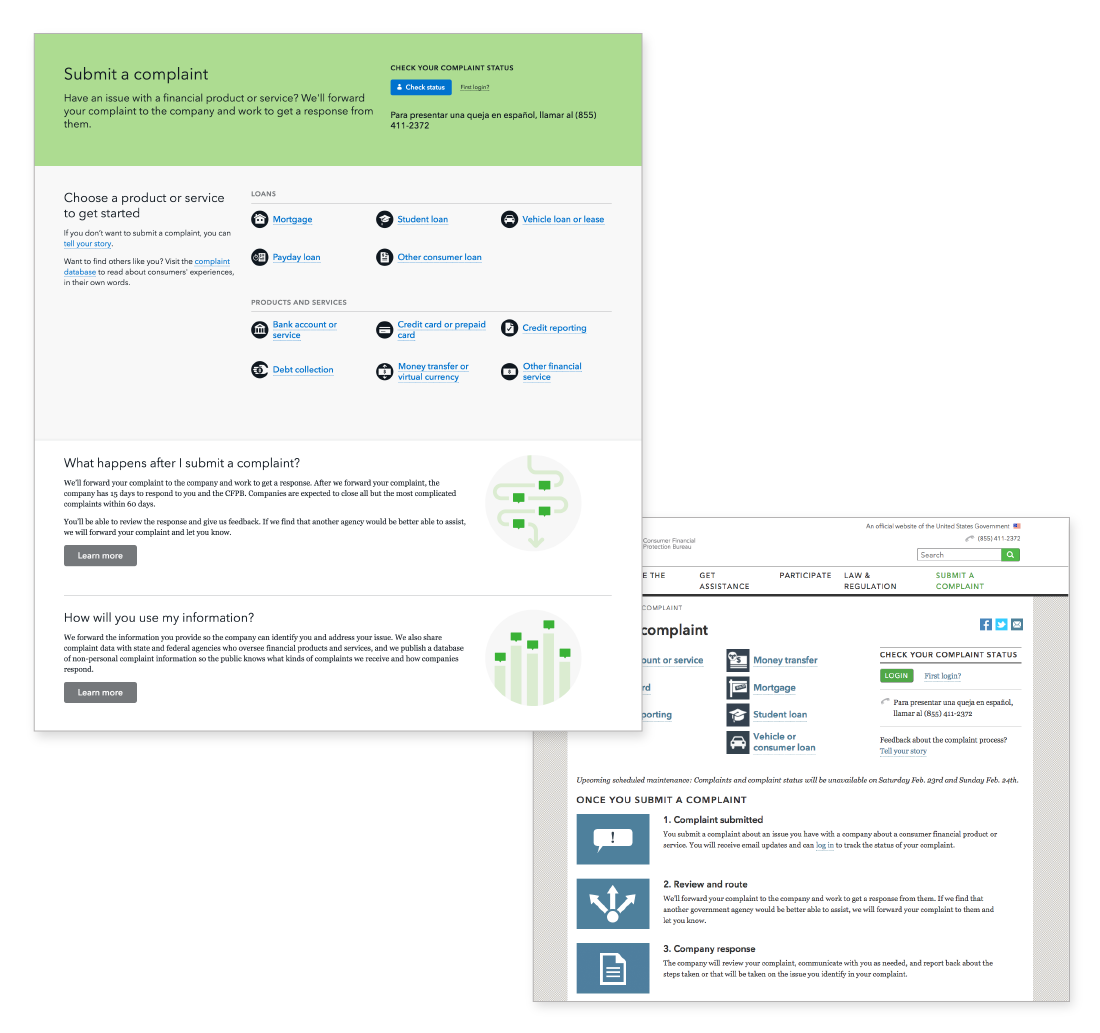 Submit a complaint
Have an issue with a financial product or service? We'll forward
your complaint to the company and work to get a response from
them.
CHECK YOUR COMPLAINT STATUS
Check status
First login?
Para presentar una queja en español, llamar al (855)
411-2372
Choose a product or service
to get started
If you don't want to submit a complaint, you can
tell your story.
Want to find others like you? Visit the complaint
database to read about consumers' experiences,
in their own words.
LOANS
Mortgage
Student loan
Vehicle loan or lease
Payday loan
Other consumer loan
PRODUCTS AND SERVICES
Bank account or
service
Credit card or prepaid
card
Credit reporting
Debt collection
Money transfer or
virtual currency
Other financial
service
What happens after I submit a complaint?
We'll forward your complaint to the company and work to get a response. After we forward your complaint, the
company has 15 days to respond to you and the CFPB. Companies are expected to close all but the most complicated
complaints within 60 days.
You'll be able to review the response and give us feedback. If we find that another agency would be better able to assist,
we will forward your complaint and let you know.
Learn more
How will you use my information?
We forward the information you provide so the company can identify you and address your issue. We also share
complaint data with state and federal agencies who oversee financial products and services, and we publish a database
of non-personal complaint information so the public knows what kinds of complaints we receive and how companies
respond.
Learn more
An official website of the United States Government
(855) 411-2372
Consumer Financial
Protection Bureau
Search
E THE
GET
ASSISTANCE
PARTICIPATE
LAW &
REGULATION
SUBMIT A
COMPLAINT
COMPLAINT
complaint
unt or service
rd
porting
Money transfer
Mortgage
Student loan
Vehicle or
consumer loan
CHECK YOUR COMPLAINT STATUS
LOGIN
First login?
Para presentar una queja en español,
llamar al (855) 411-2372
Feedback about the complaint process?
Tell your story
Upcoming scheduled maintenance: Complaints and complaint status will be unavailable on Saturday Feb. 23rd and Sunday Feb. 24th.
ONCE YOU SUBMIT A COMPLAINT
1. Complaint submitted
You submit a complaint about an issue you have with a company about a consumer financial product or
service. You will receive email updates and can log in to track the status of your complaint.
2. Review and route
We'll forward your complaint to the company and work to get a response from them. If we find that
another government agency would be better able to assist, we will forward your complaint to them and
let you know.
3. Company response
The company will review your complaint, communicate with you as needed, and report back about the
steps taken or that will be taken on the issue you identify in your complaint.